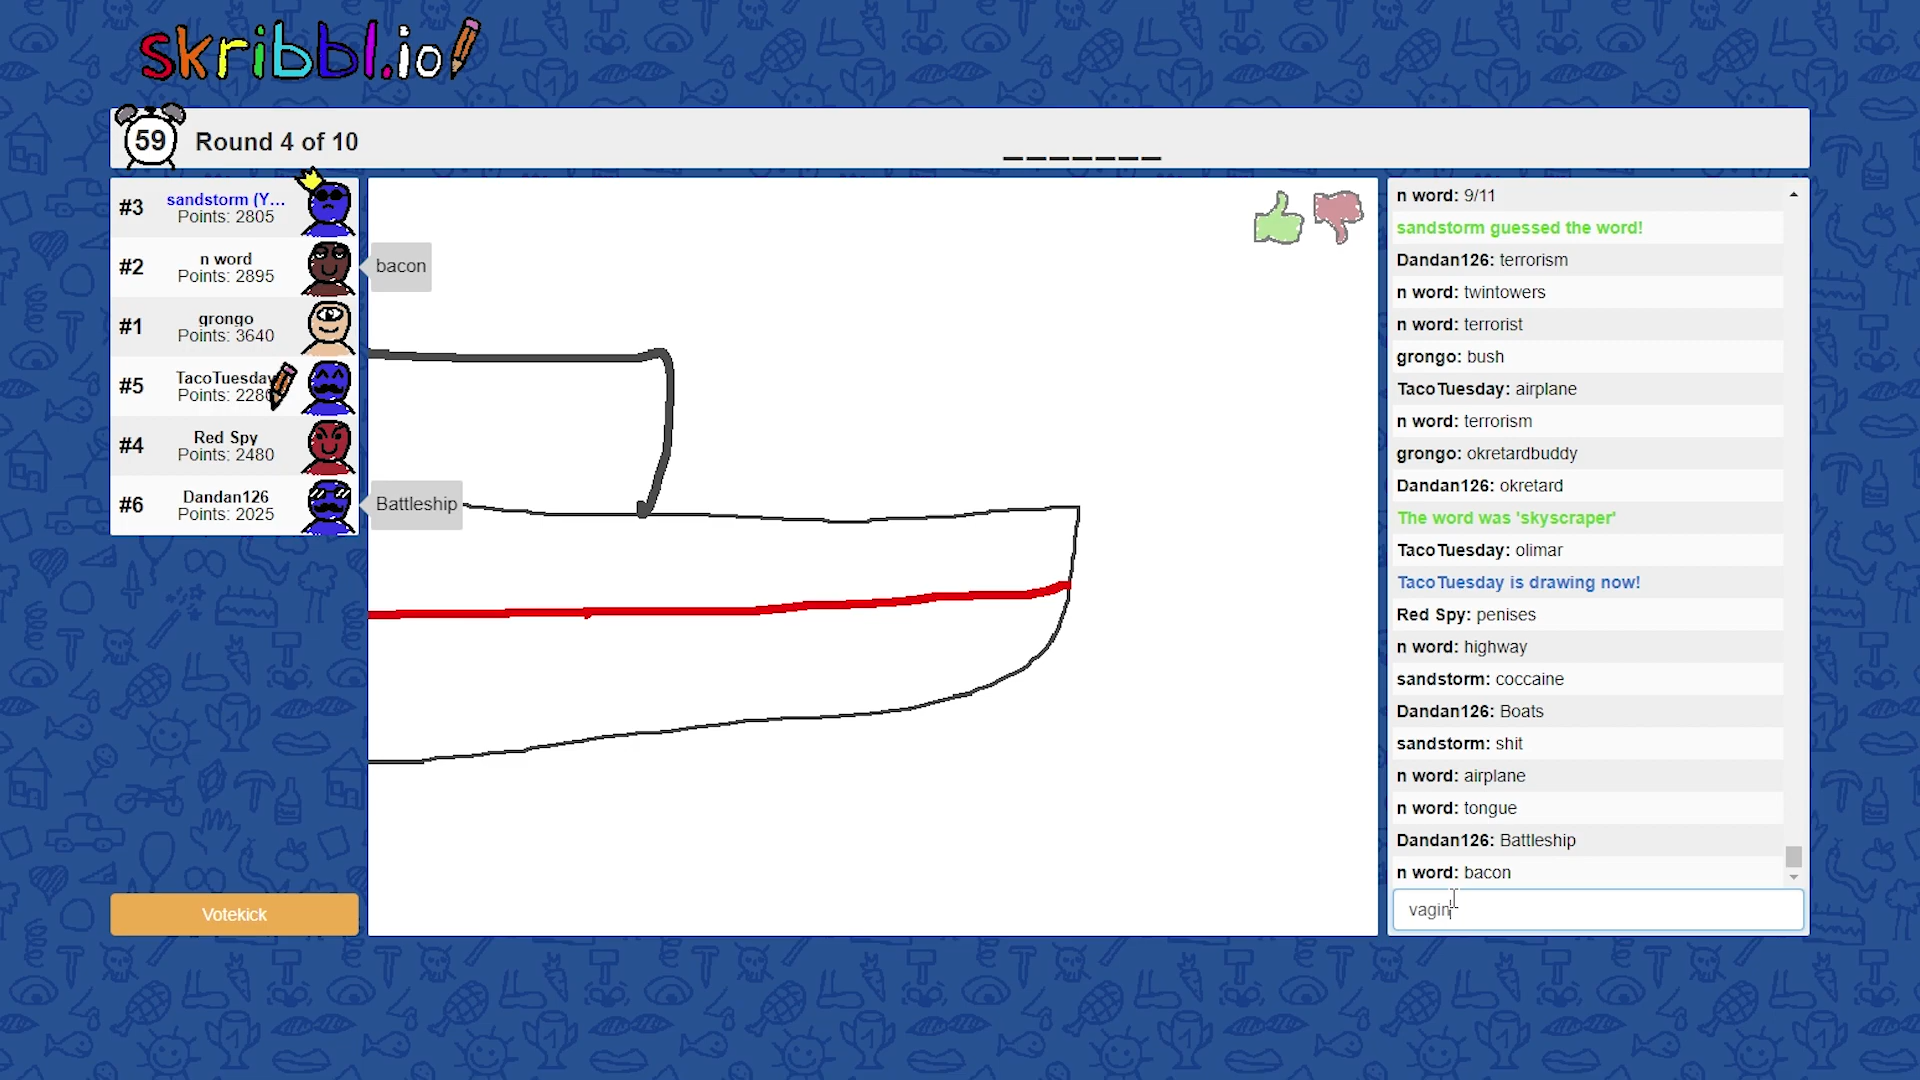 skribbl.io
59
Round 4 of 10
_______
#3
sandstorm (Y...
Points: 2805
#2
n word
Points: 2895
bacon
#1
grongo
Points: 3640
#5
TacoTuesday
Points: 2280
#4
Red Spy
Points: 2480
#6
Dandan126
Points: 2025
Battleship
Votekick
n word: 9/11
sandstorm guessed the word!
Dandan126: terrorism
n word: twintowers
n word: terrorist
grongo: bush
TacoTuesday: airplane
n word: terrorism
grongo: okretardbuddy
Dandan126: okretard
The word was 'skyscraper'
TacoTuesday: olimar
TacoTuesday is drawing now!
Red Spy: penises
n word: highway
sandstorm: coccaine
Dandan126: Boats
sandstorm: shit
n word: airplane
n word: tongue
Dandan126: Battleship
n word: bacon
vagin